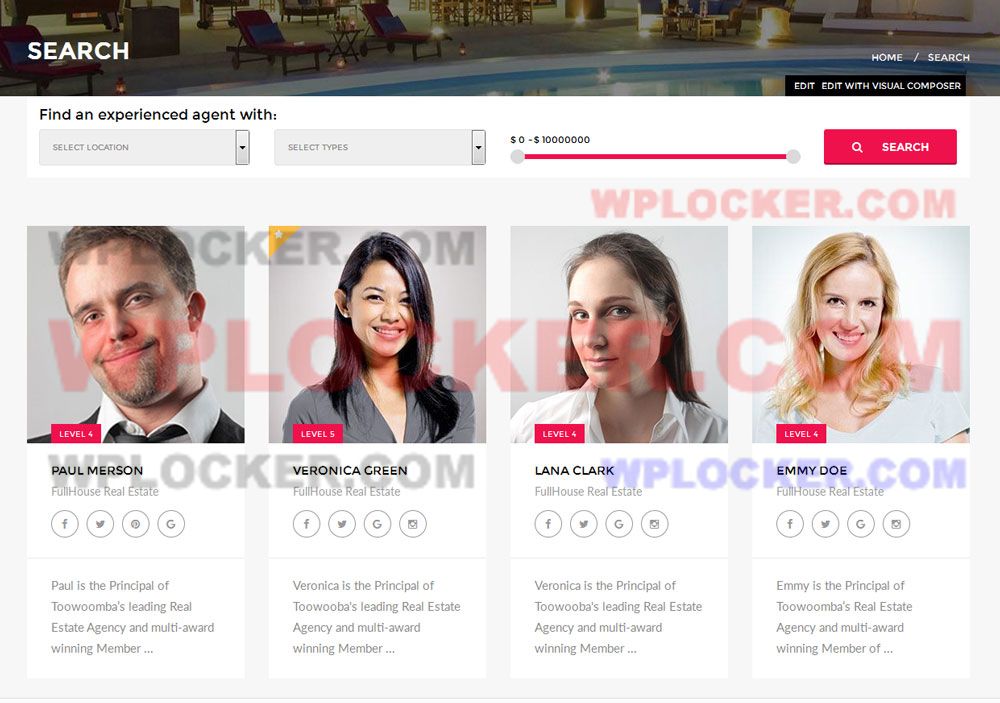 SEARCH
HOME / SEARCH
EDIT EDIT WITH VISUAL COMPOSER
Find an experienced agent with:
SELECT LOCATION
SELECT TYPES
$ 0 - $ 10000000
SEARCH
WPLOCKER.COM
WPLOCKER.COM
WPLOCKER.COM
LEVEL 4
LEVEL 5
LEVEL 4
LEVEL 4
WPLOCKER.COM
WPLOCKER.COM
PAUL MERSON
FullHouse Real Estate
Paul is the Principal of
Toowoomba's leading Real
Estate Agency and multi-award
winning Member ...
VERONICA GREEN
FullHouse Real Estate
Veronica is the Principal of
Toowooba's leading Real Estate
Agency and multi-award
winning Member ...
LANA CLARK
FullHouse Real Estate
Veronica is the Principal of
Toowooba's leading Real Estate
Agency and multi-award
winning Member ...
EMMY DOE
FullHouse Real Estate
Emmy is the Principal of
Toowoomba's Real Estate
Agency and multi-award
winning Member of ...